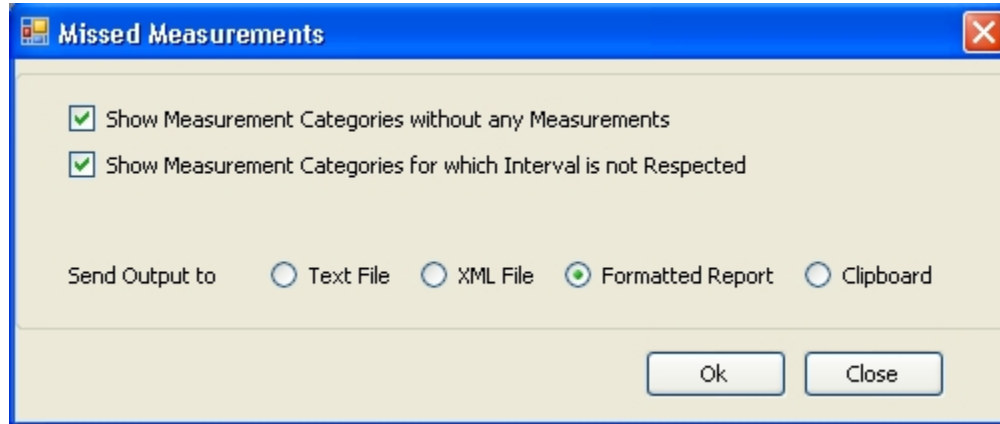 Missed Measurements
Show Measurement Categories without any Measurements
Show Measurement Categories for which Interval is not Respected
Send Output to Text File XML File Formatted Report Clipboard
Ok Close